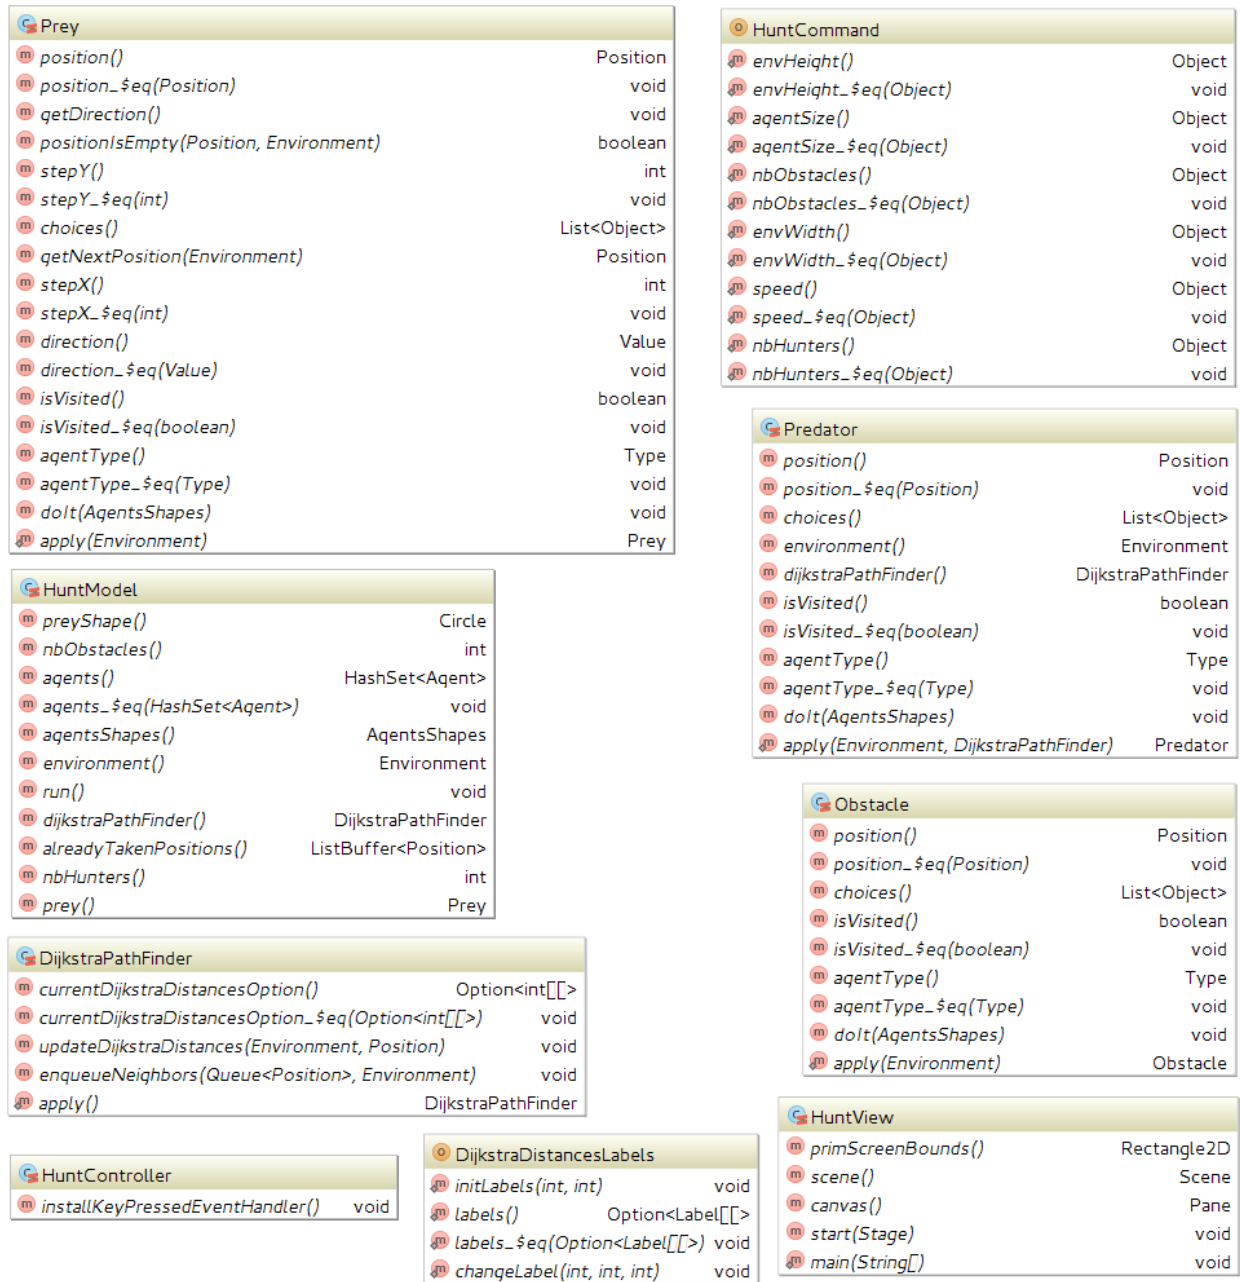 Prey
position() Position
position_$eq(Position) void
getDirection() void
positionIsEmpty(Position, Environment) boolean
stepY() int
stepY_$eq(int) void
choices() List<Object>
getNextPosition(Environment) Position
stepX() int
stepX_$eq(int) void
direction() Value
direction_$eq(Value) void
isVisited() boolean
isVisited_$eq(boolean) void
agentType() Type
agentType_$eq(Type) void
doIt(AgentsShapes) void
apply(Environment) Prey
HuntCommand
envHeight() Object
envHeight_$eq(Object) void
agentSize() Object
agentSize_$eq(Object) void
nbObstacles() Object
nbObstacles_$eq(Object) void
envWidth() Object
envWidth_$eq(Object) void
speed() Object
speed_$eq(Object) void
nbHunters() Object
nbHunters_$eq(Object) void
Predator
position() Position
position_$eq(Position) void
choices() List<Object>
environment() Environment
dijkstraPathFinder() DijkstraPathFinder
isVisited() boolean
isVisited_$eq(boolean) void
agentType() Type
agentType_$eq(Type) void
doIt(AgentsShapes) void
apply(Environment, DijkstraPathFinder) Predator
HuntModel
preyShape() Circle
nbObstacles() int
agents() HashSet<Agent>
agents_$eq(HashSet<Agent>) void
agentsShapes() AgentsShapes
environment() Environment
run() void
dijkstraPathFinder() DijkstraPathFinder
alreadyTakenPositions() ListBuffer<Position>
nbHunters() int
prey() Prey
Obstacle
position() Position
position_$eq(Position) void
choices() List<Object>
isVisited() boolean
isVisited_$eq(boolean) void
agentType() Type
agentType_$eq(Type) void
doIt(AgentsShapes) void
apply(Environment) Obstacle
DijkstraPathFinder
currentDijkstraDistancesOption() Option<int[[>
currentDijkstraDistancesOption_$eq(Option<int[[>) void
updateDijkstraDistances(Environment, Position) void
enqueueNeighbors(Queue<Position>, Environment) void
apply() DijkstraPathFinder
HuntView
primScreenBounds() Rectangle2D
scene() Scene
canvas() Pane
start(Stage) void
main(String[) void
HuntController
installKeyPressedEventHandler() void
DijkstraDistancesLabels
initLabels(int, int) void
labels() Option<Label[[>
labels_$eq(Option<Label[[>) void
changeLabel(int, int, int) void